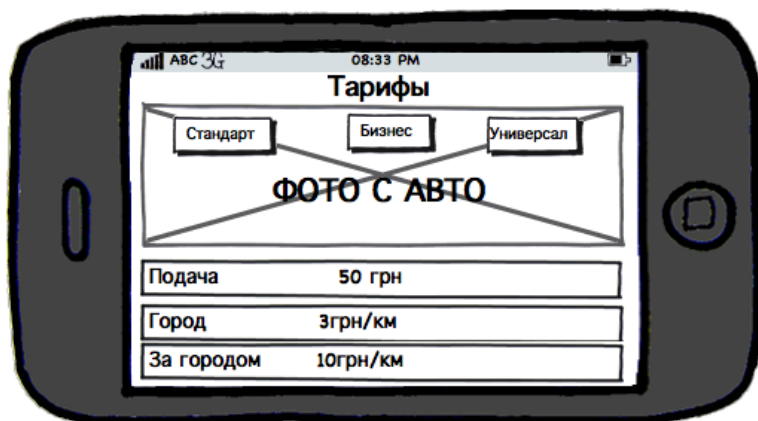 ABC 3G 08:33 PM
Тарифы
Стандарт Бизнес Универсал
ФОТО С АВТО
Подача 50 грн
Город 3грн/км
За городом 10грн/км